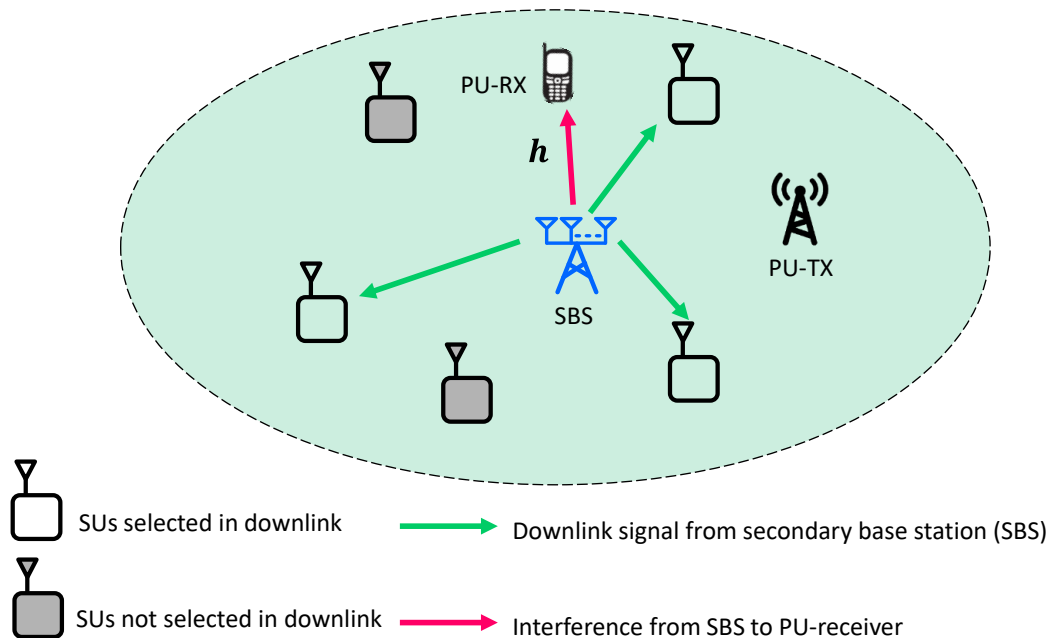 PU-RX
h
PU-TX
SBS
SUs selected in downlink
Downlink signal from secondary base station (SBS)
SUs not selected in downlink
Interference from SBS to PU-receiver